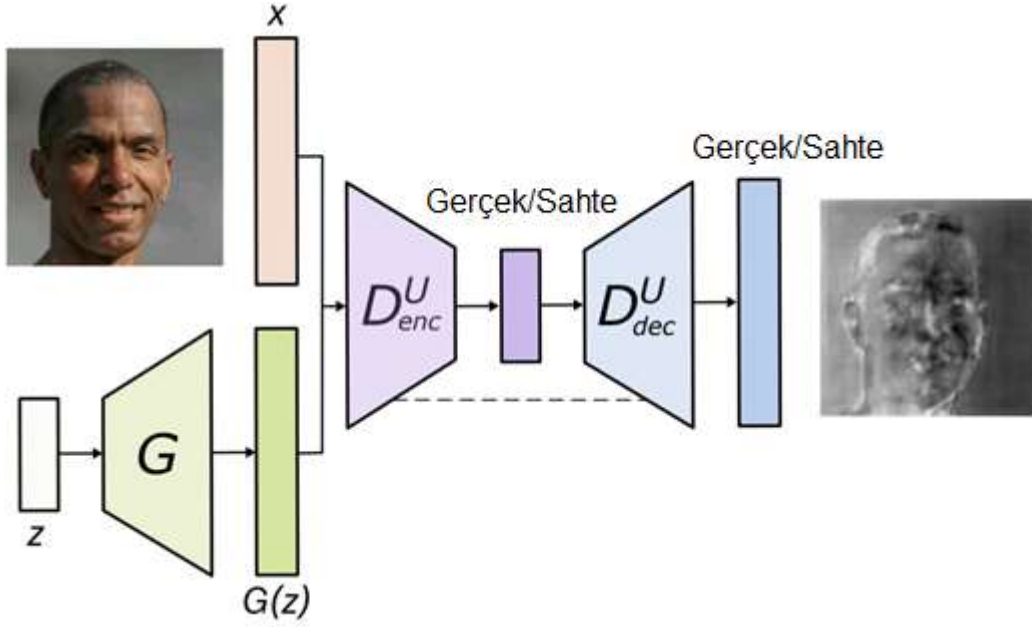 x
Gerçek/Sahte
Gerçek/Sahte
D^U_enc
D^U_dec
G
z
G(z)